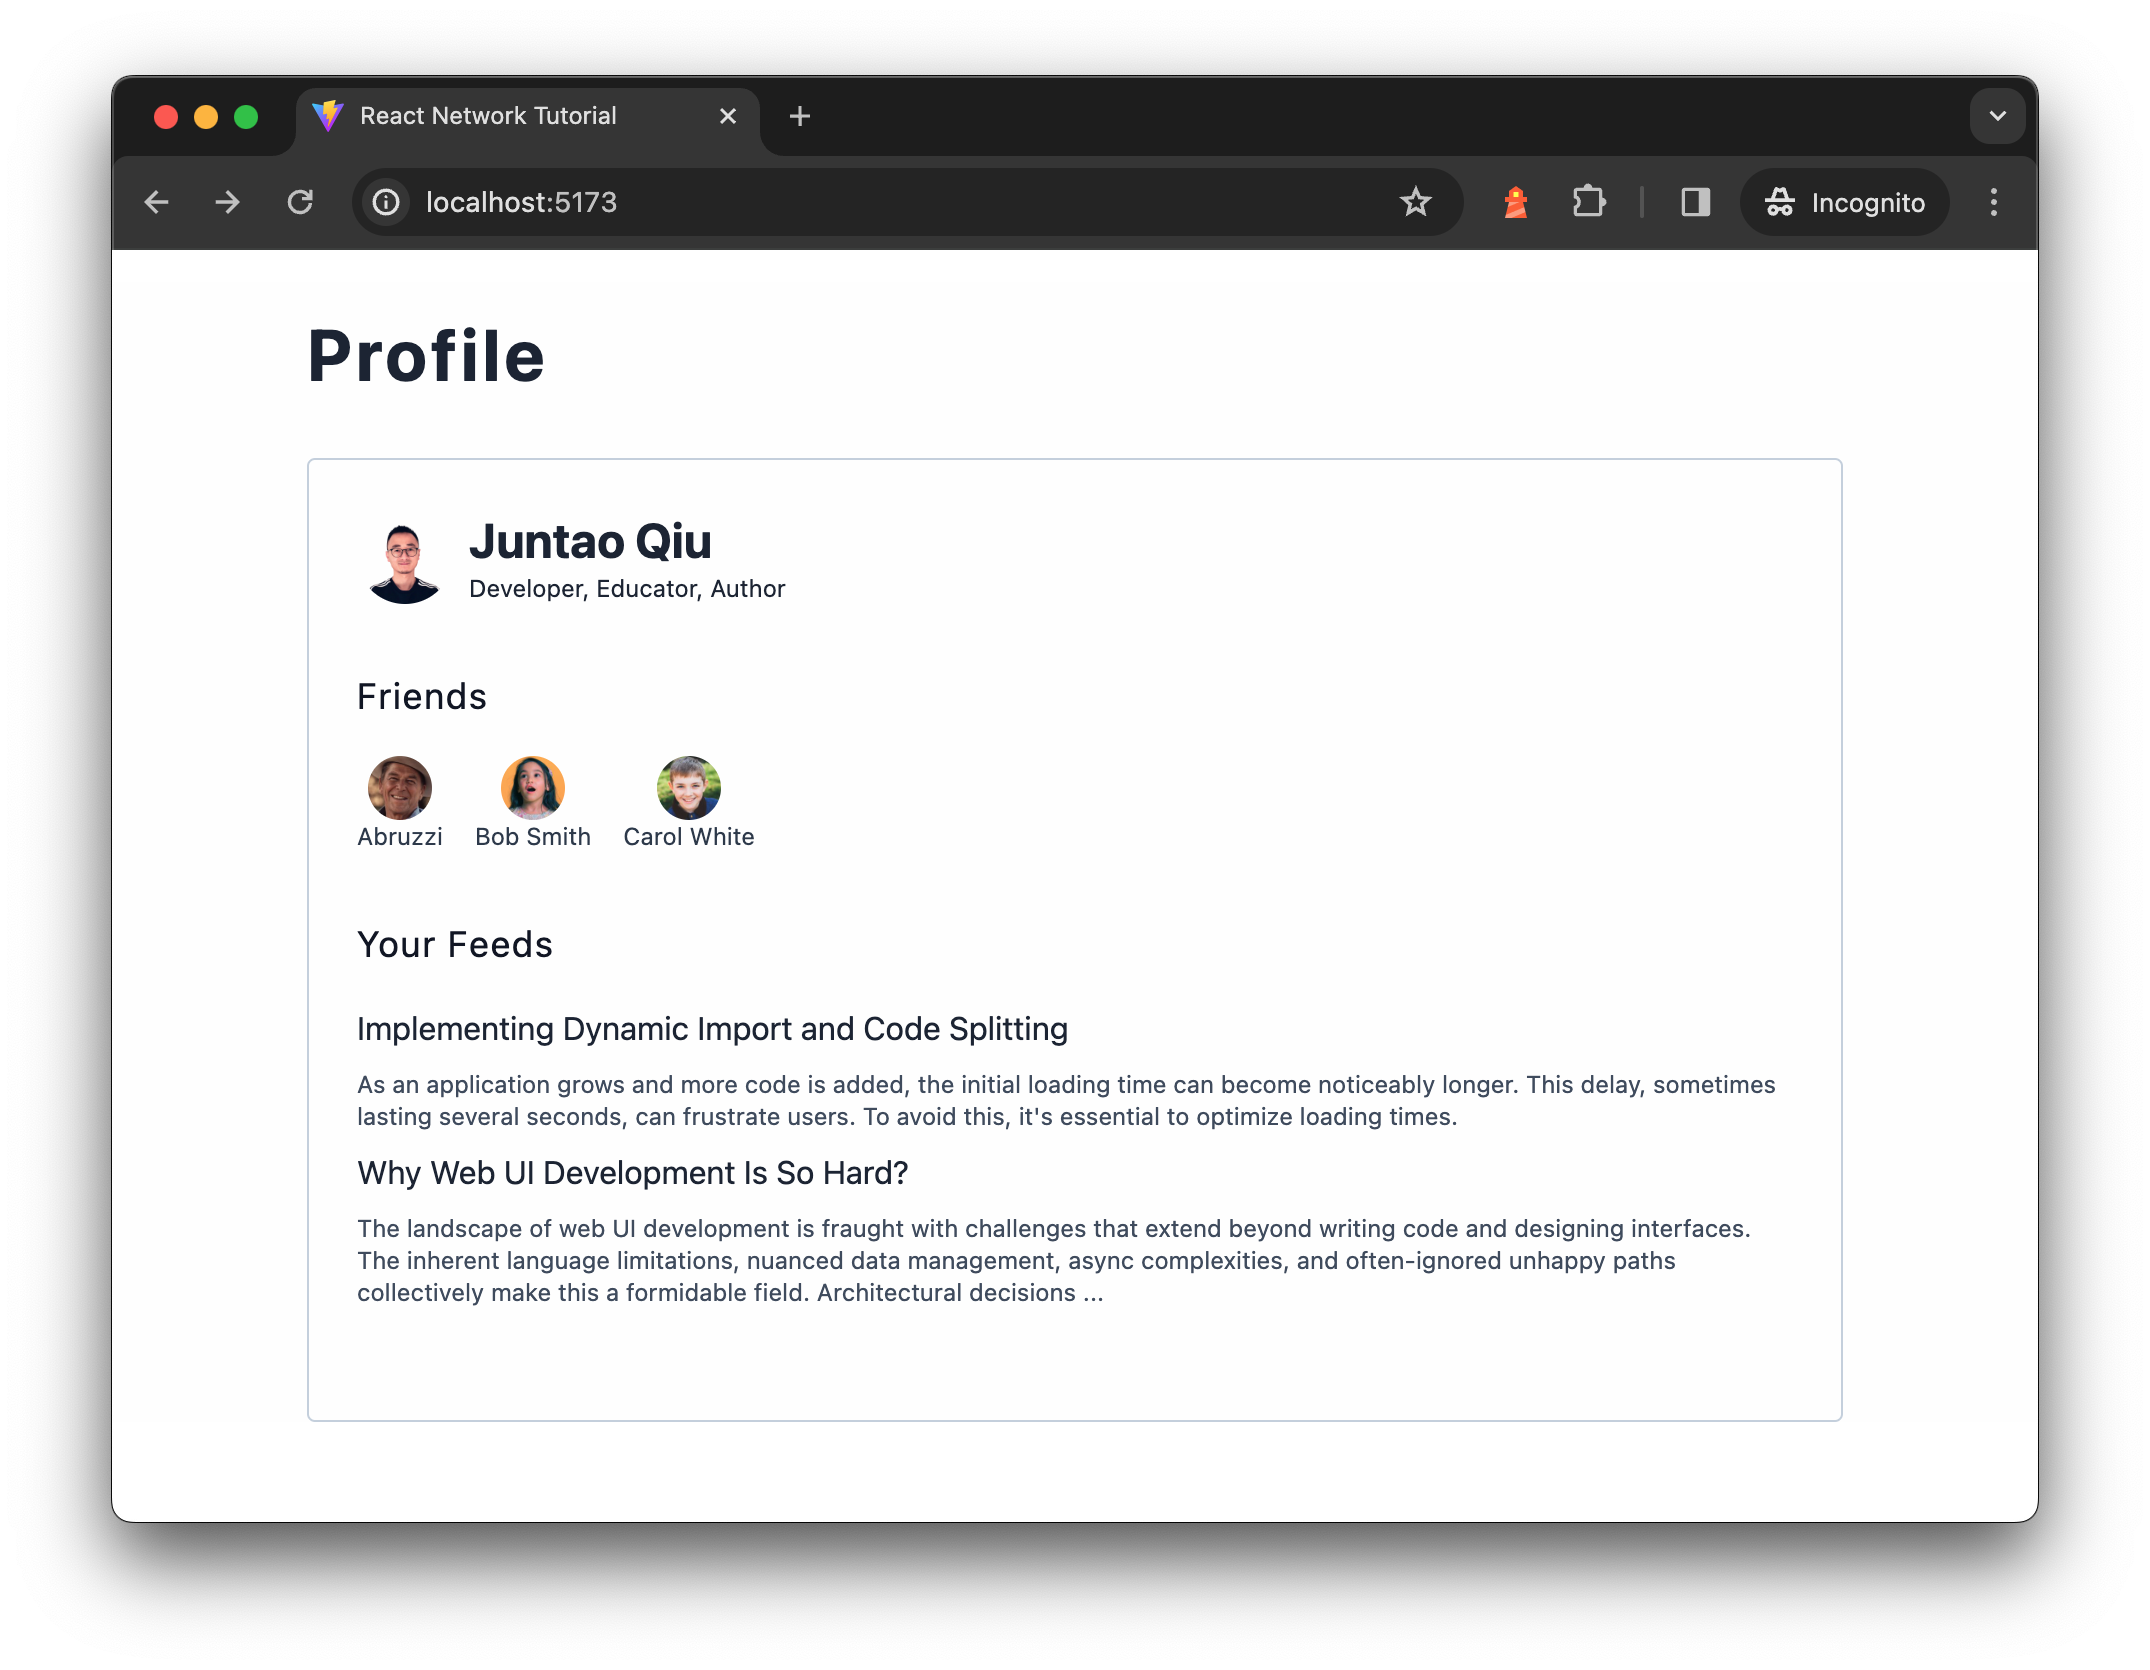 React Network Tutorial
localhost:5173
Incognito
Profile
Juntao Qiu
Developer, Educator, Author
Friends
Abruzzi
Bob Smith
Carol White
Your Feeds
Implementing Dynamic Import and Code Splitting
As an application grows and more code is added, the initial loading time can become noticeably longer. This delay, sometimes
lasting several seconds, can frustrate users. To avoid this, it's essential to optimize loading times.
Why Web UI Development Is So Hard?
The landscape of web UI development is fraught with challenges that extend beyond writing code and designing interfaces.
The inherent language limitations, nuanced data management, async complexities, and often-ignored unhappy paths
collectively make this a formidable field. Architectural decisions ...